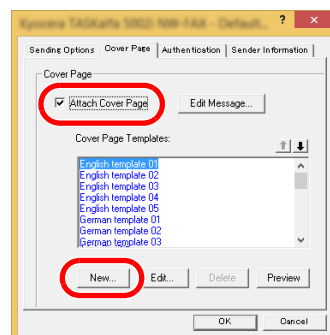 Kyocera TASKalfa 5002i NW-FAX - Default...
? ×
Sending Options Cover Page Authentication Sender Information
Cover Page
Attach Cover Page Edit Message...
Cover Page Templates:
English template 01
English template 02
English template 03
English template 04
English template 05
German template 01
German template 02
German template 03
New... Edit... Delete Preview
OK Cancel